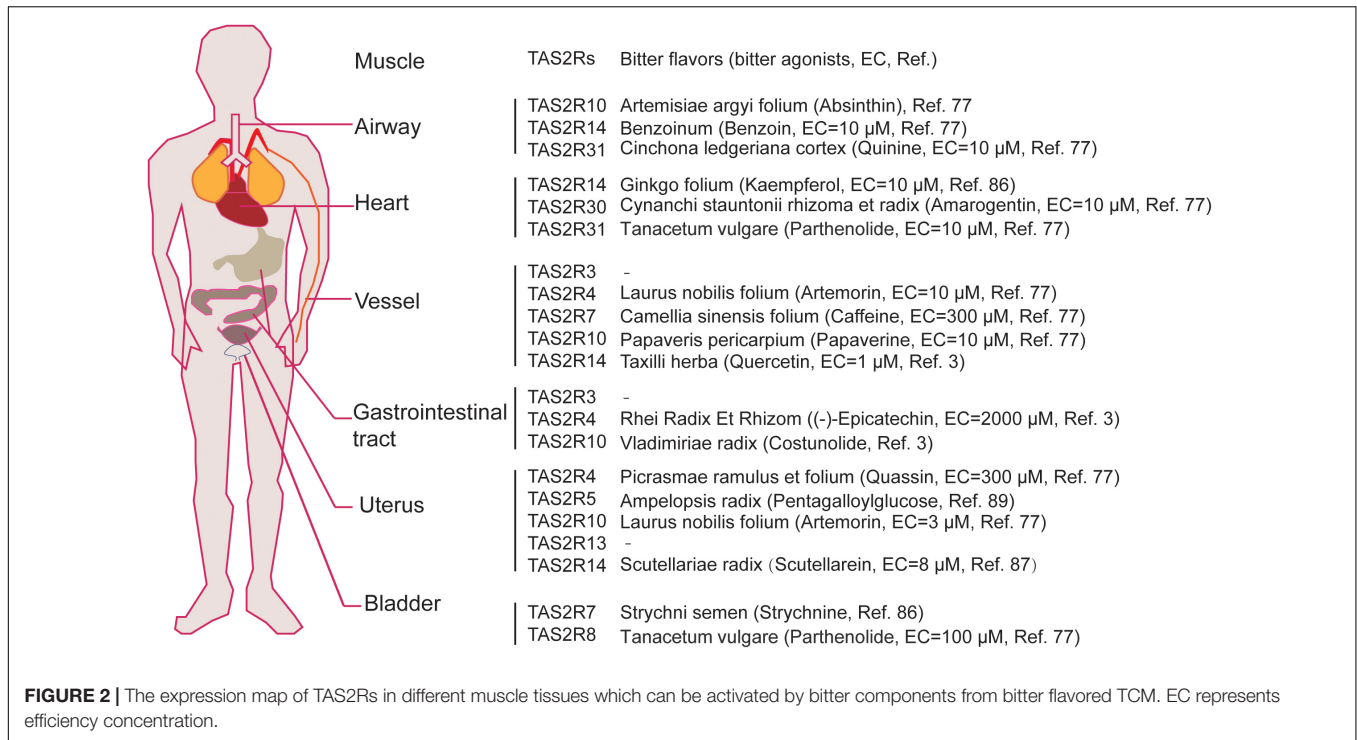 Muscle TAS2Rs Bitter flavors (bitter agonists, EC, Ref.)
Airway
TAS2R10 Artemisiae argyi folium (Absinthin), Ref. 77
TAS2R14 Benzoinum (Benzoin, EC=10 µM, Ref. 77)
TAS2R31 Cinchona ledgeriana cortex (Quinine, EC=10 µM, Ref. 77)
Heart
TAS2R14 Ginkgo folium (Kaempferol, EC=10 µM, Ref. 86)
TAS2R30 Cynanchi stauntonii rhizoma et radix (Amarogentin, EC=10 µM, Ref. 77)
TAS2R31 Tanacetum vulgare (Parthenolide, EC=10 µM, Ref. 77)
Vessel
TAS2R3 -
TAS2R4 Laurus nobilis folium (Artemorin, EC=10 µM, Ref. 77)
TAS2R7 Camellia sinensis folium (Caffeine, EC=300 µM, Ref. 77)
TAS2R10 Papaveris pericarpium (Papaverine, EC=10 µM, Ref. 77)
TAS2R14 Taxilli herba (Quercetin, EC=1 µM, Ref. 3)
Gastrointestinal
tract
TAS2R3 -
TAS2R4 Rhei Radix Et Rhizom ((-)-Epicatechin, EC=2000 µM, Ref. 3)
TAS2R10 Vladimiriae radix (Costunolide, Ref. 3)
Uterus
TAS2R4 Picrasmae ramulus et folium (Quassin, EC=300 µM, Ref. 77)
TAS2R5 Ampelopsis radix (Pentagalloylglucose, Ref. 89)
TAS2R10 Laurus nobilis folium (Artemorin, EC=3 µM, Ref. 77)
TAS2R13 -
TAS2R14 Scutellariae radix (Scutellarein, EC=8 µM, Ref. 87)
Bladder
TAS2R7 Strychni semen (Strychnine, Ref. 86)
TAS2R8 Tanacetum vulgare (Parthenolide, EC=100 µM, Ref. 77)
FIGURE 2 | The expression map of TAS2Rs in different muscle tissues which can be activated by bitter components from bitter flavored TCM. EC represents
efficiency concentration.